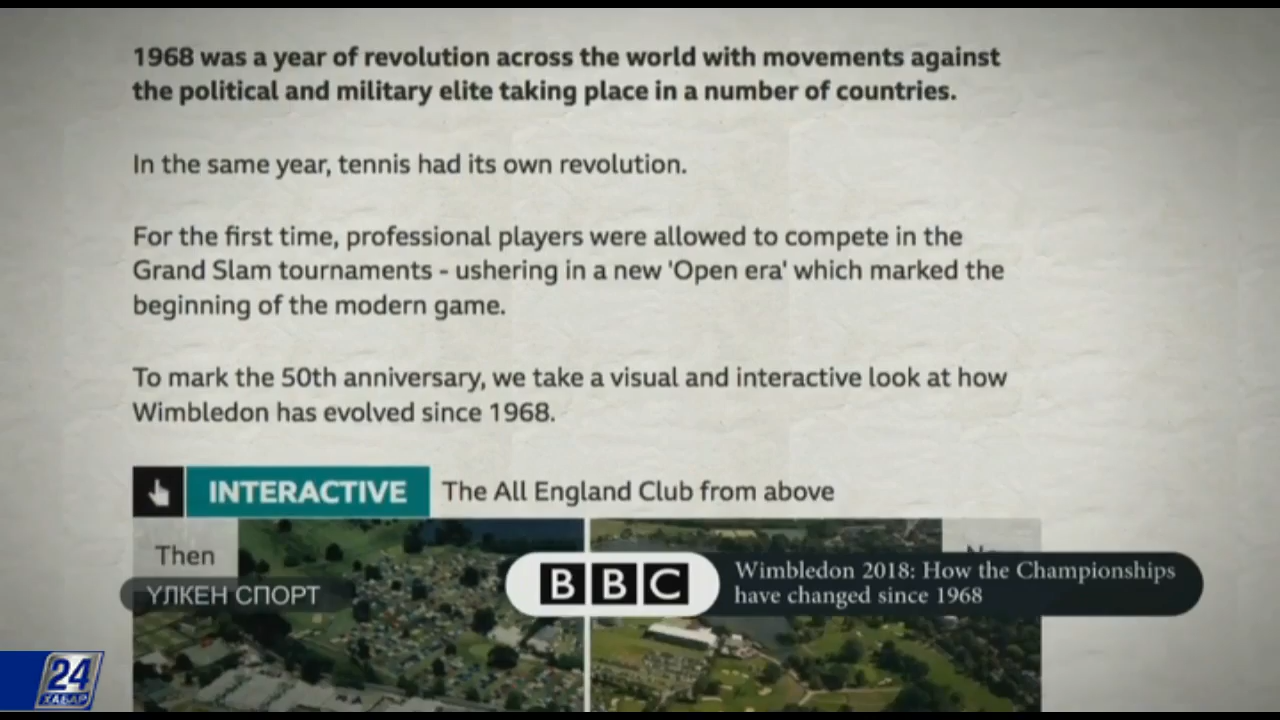 1968 was a year of revolution across the world with movements against
the political and military elite taking place in a number of countries.
In the same year, tennis had its own revolution.
For the first time, professional players were allowed to compete in the
Grand Slam tournaments - ushering in a new 'Open era' which marked the
beginning of the modern game.
To mark the 50th anniversary, we take a visual and interactive look at how
Wimbledon has evolved since 1968.
INTERACTIVE The All England Club from above
Then
ҮЛКЕН СПОРТ
BBC
Wimbledon 2018: How the Championships
have changed since 1968
24
ХАБАР